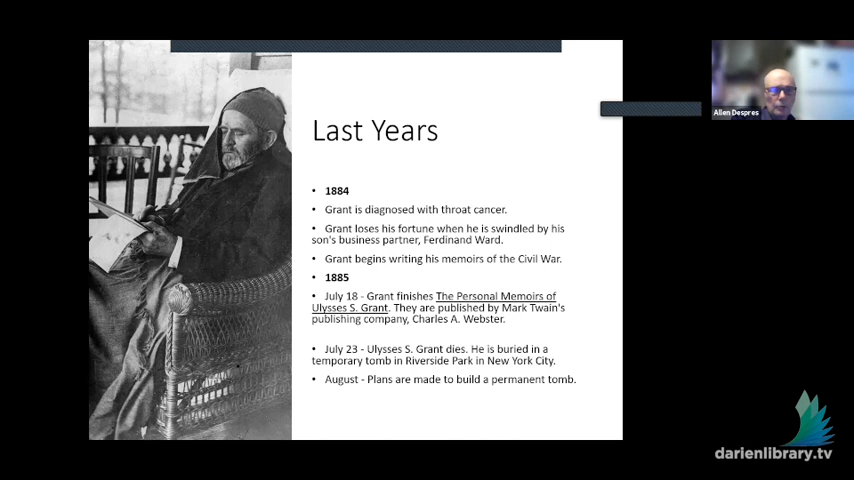 Last Years
• 1884
• Grant is diagnosed with throat cancer.
• Grant loses his fortune when he is swindled by his
son's business partner, Ferdinand Ward.
• Grant begins writing his memoirs of the Civil War.
• 1885
• July 18 - Grant finishes The Personal Memoirs of
Ulysses S. Grant. They are published by Mark Twain's
publishing company, Charles A. Webster.
• July 23 - Ulysses S. Grant dies. He is buried in a
temporary tomb in Riverside Park in New York City.
• August - Plans are made to build a permanent tomb.
Allen Despres
darienlibrary.tv